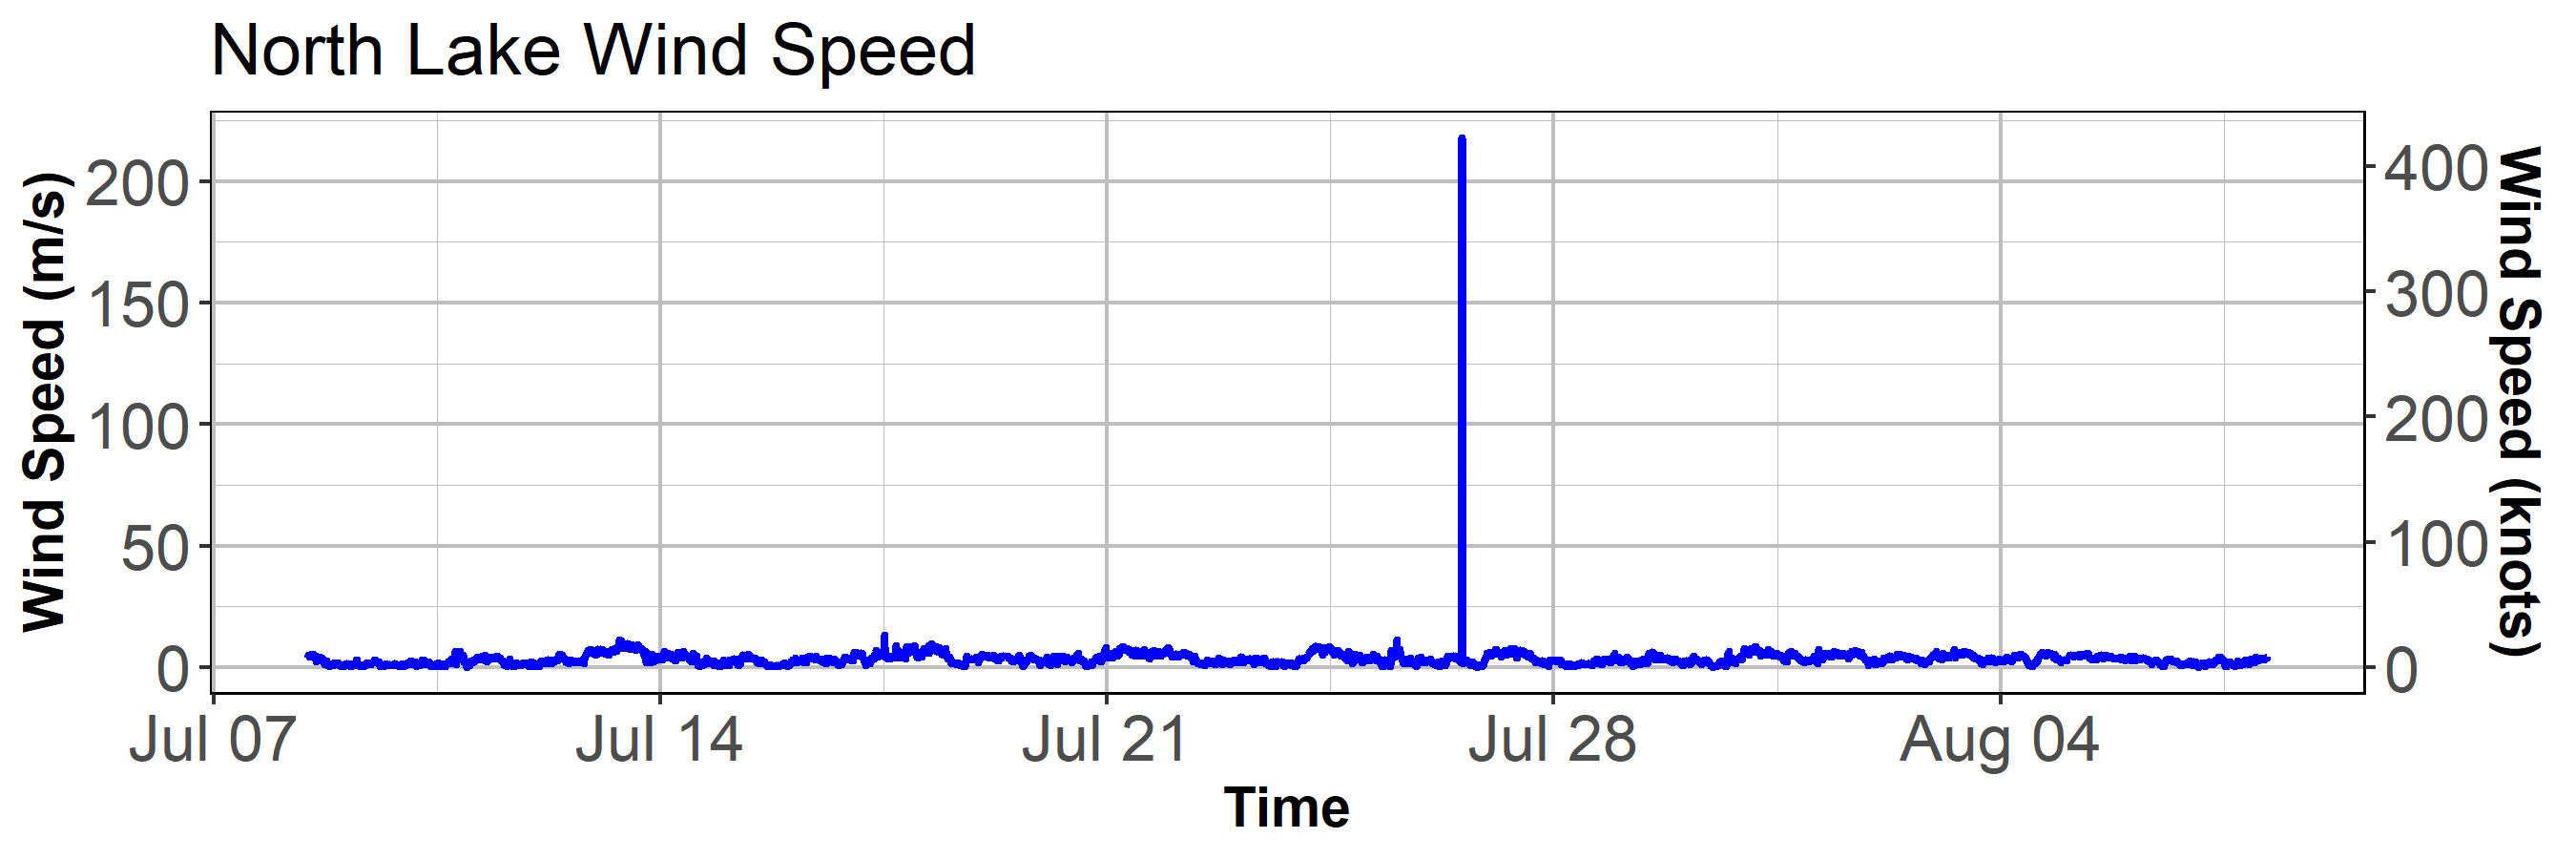 North Lake Wind Speed
Wind Speed (m/s)
200
150
100
50
0
400
300
200
100
0
Wind Speed (knots)
Jul 07
Jul 14
Jul 21
Jul 28
Aug 04
Time